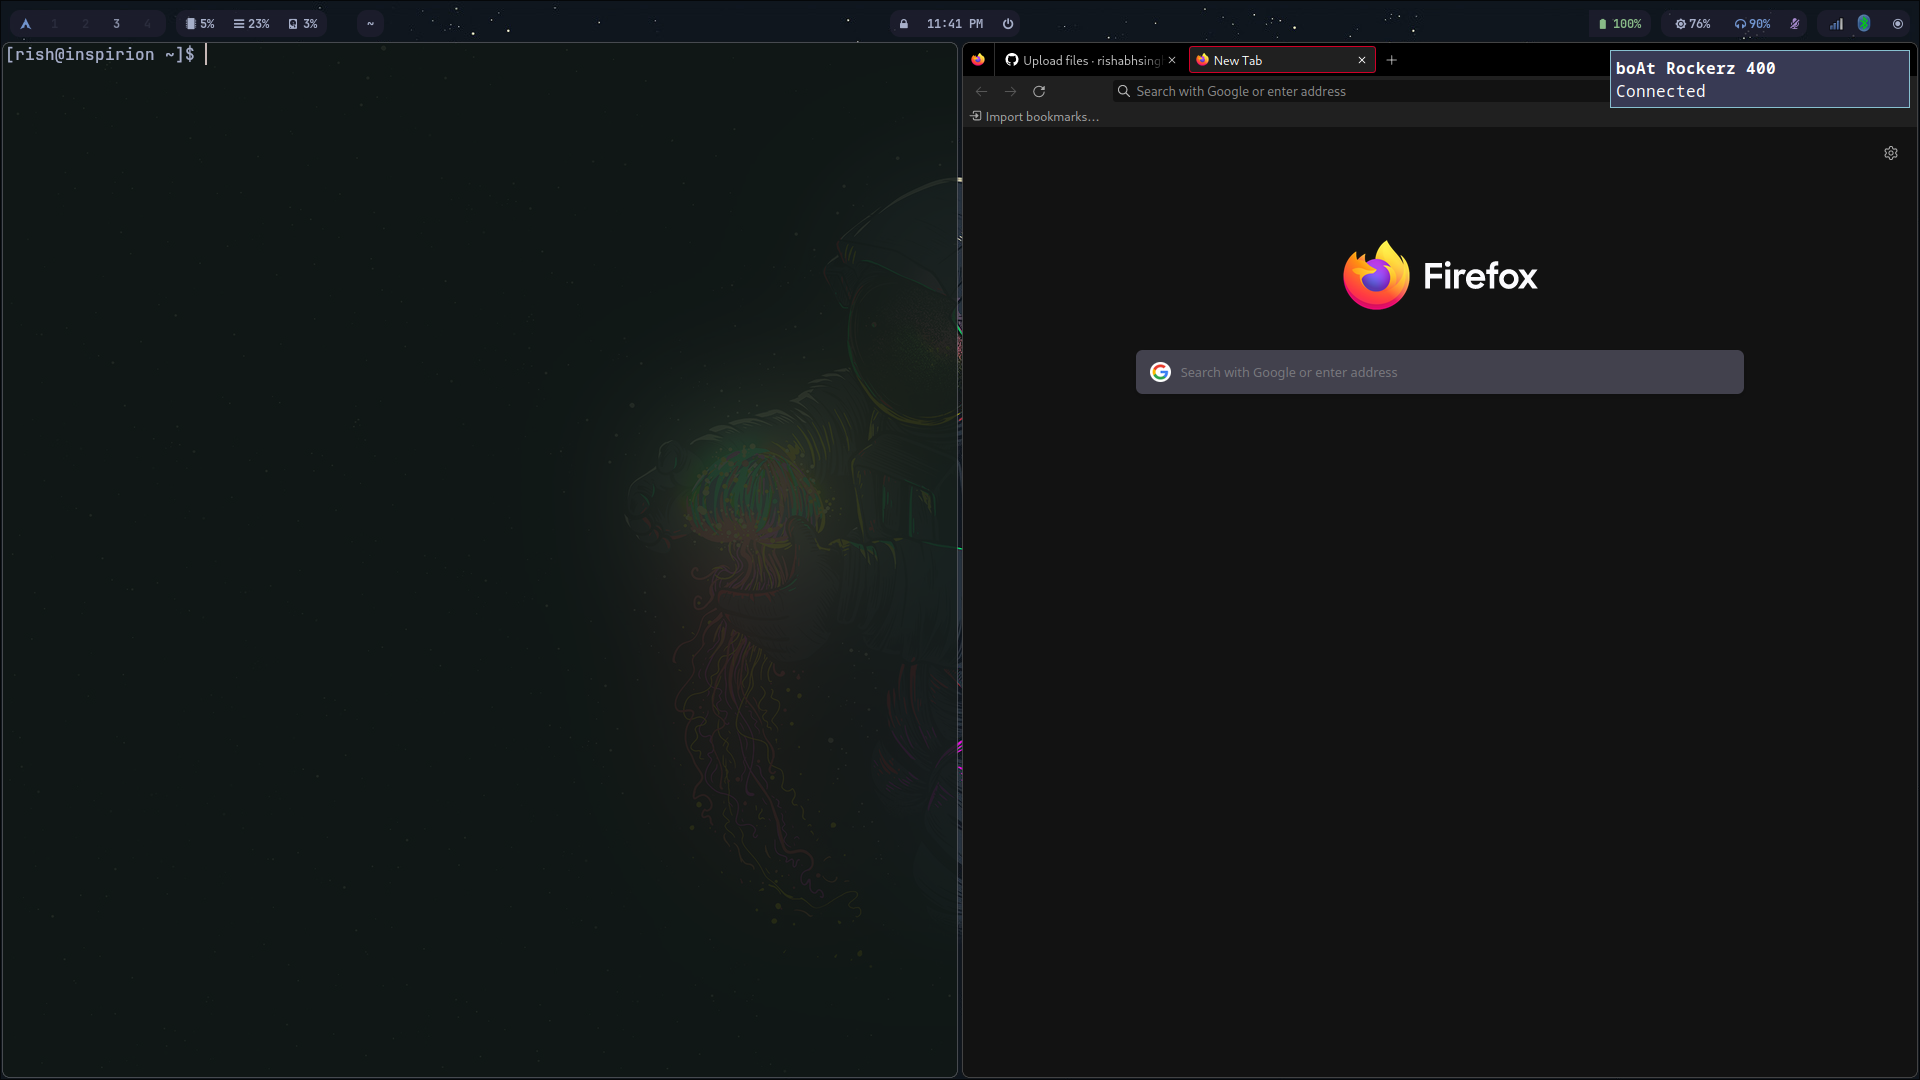 1 2 3 4 5% 23% 3% ~ 11:41 PM 100% 76% 90%
[rish@inspirion ~]$
Upload files · rishabhsing
New Tab
boAt Rockerz 400
Connected
Search with Google or enter address
Import bookmarks...
Firefox
Search with Google or enter address